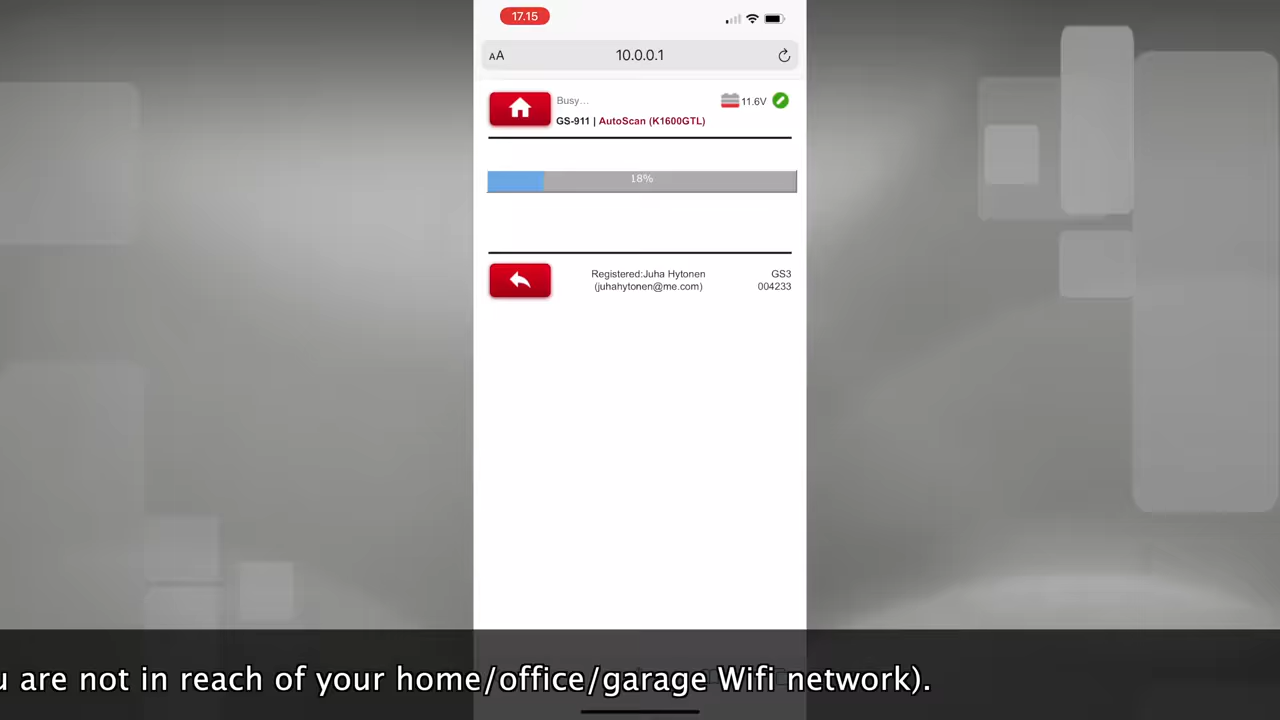 17.15
AA
10.0.0.1
Busy...
11.6V
GS-911 | AutoScan (K1600GTL)
18%
Registered:Juha Hytonen
(juhahytonen@me.com)
GS3
004233
u are not in reach of your home/office/garage Wifi network).